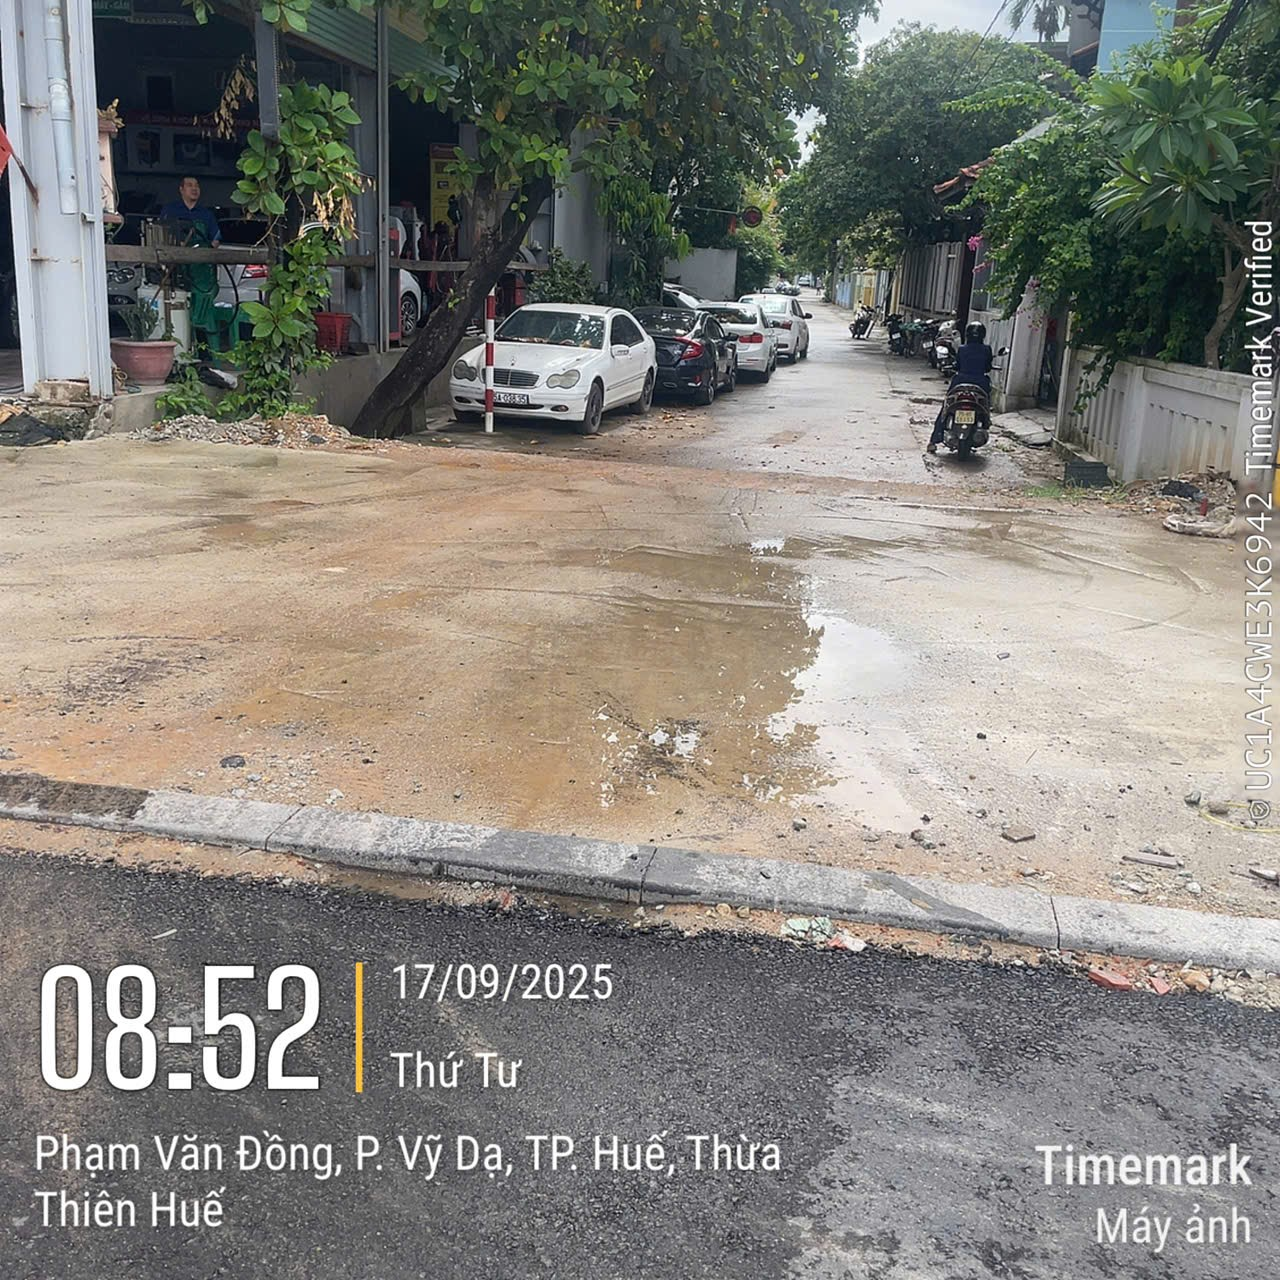 08:52
17/09/2025
Thứ Tư
Phạm Văn Đồng, P. Vỹ Dạ, TP. Huế, Thừa
Thiên Huế
Timemark
Máy ảnh
UC1A4CWE3K6942 Timemark Verified